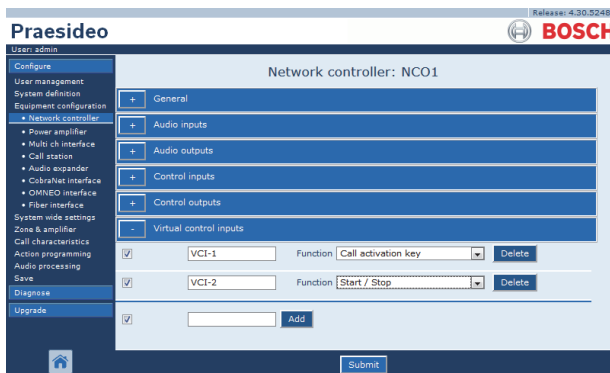 Release: 4.30.5248
Praesideo
BOSCH
User: admin
Configure
User management
System definition
Equipment configuration
• Network controller
• Power amplifier
• Multi ch interface
• Call station
• Audio expander
• CobraNet interface
• OMNEO interface
• Fiber interface
System wide settings
Zone & amplifier
Call characteristics
Action programming
Audio processing
Save
Diagnose
Upgrade
Network controller: NCO1
+ General
+ Audio inputs
+ Audio outputs
+ Control inputs
+ Control outputs
- Virtual control inputs
VCI-1 Function Call activation key Delete
VCI-2 Function Start / Stop Delete
Add
Submit